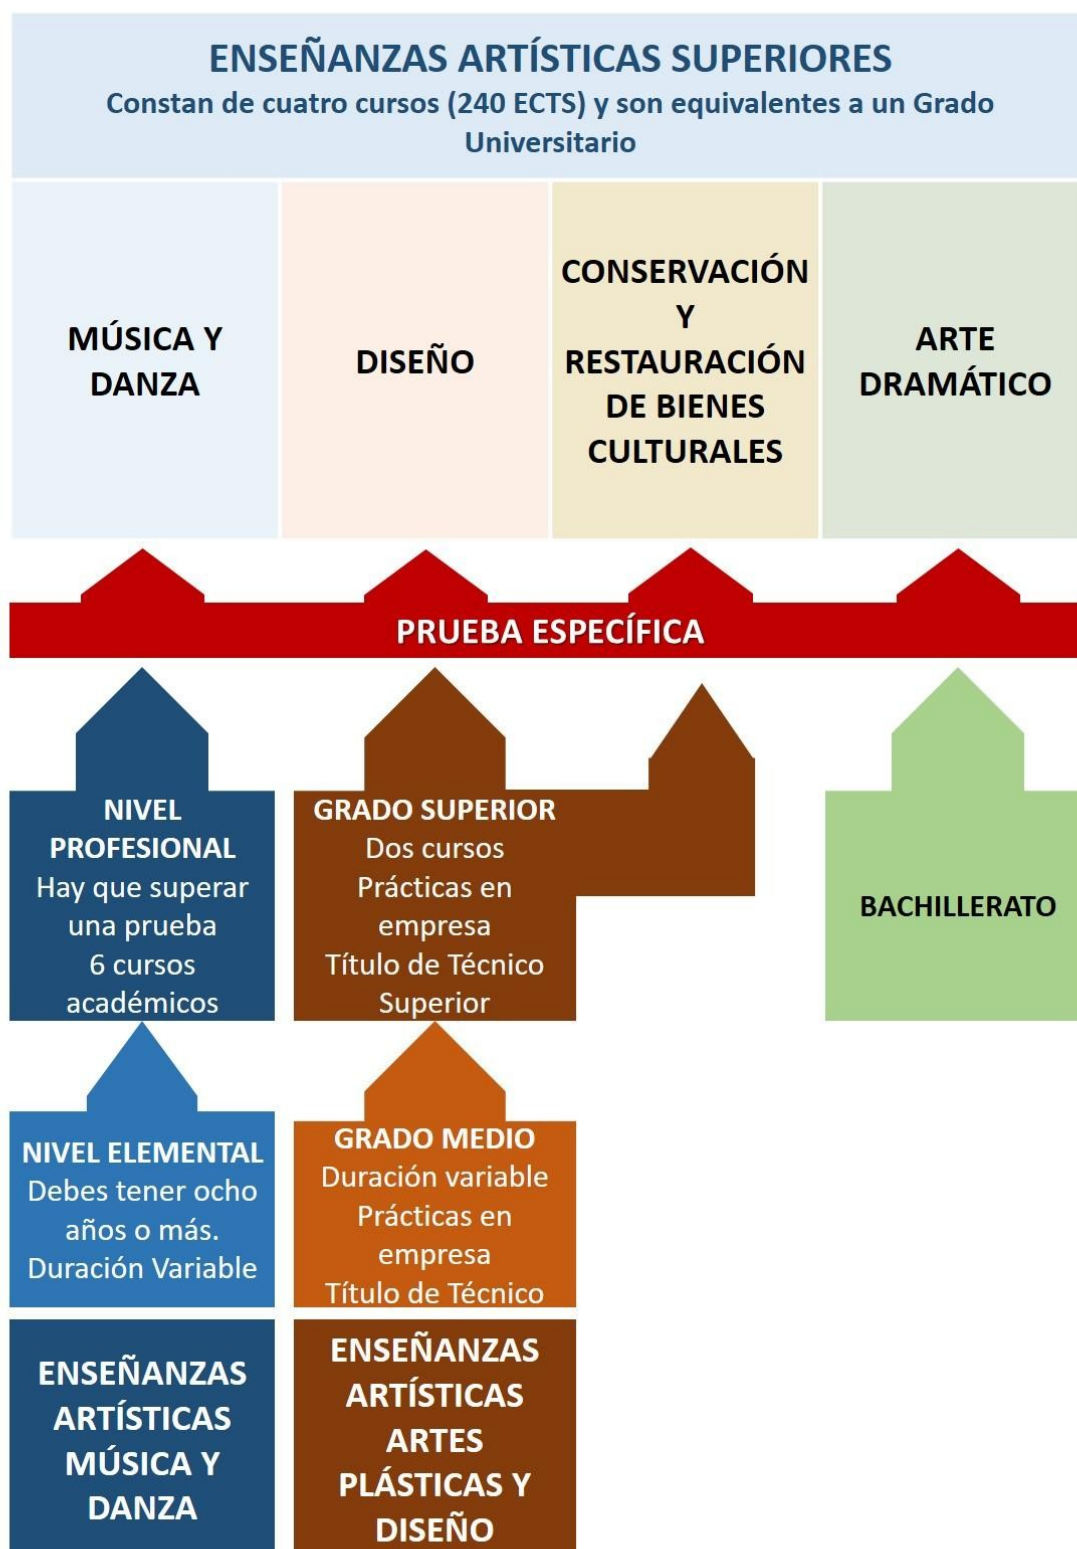 ENSEÑANZAS ARTÍSTICAS SUPERIORES
Constan de cuatro cursos (240 ECTS) y son equivalentes a un Grado
Universitario
MÚSICA Y
DANZA
DISEÑO
CONSERVACIÓN
Y
RESTAURACIÓN
DE BIENES
CULTURALES
ARTE
DRAMÁTICO
PRUEBA ESPECÍFICA
NIVEL
PROFESIONAL
Hay que superar
una prueba
6 cursos
académicos
GRADO SUPERIOR
Dos cursos
Prácticas en
empresa
Título de Técnico
Superior
BACHILLERATO
NIVEL ELEMENTAL
Debes tener ocho
años o más.
Duración Variable
GRADO MEDIO
Duración variable
Prácticas en
empresa
Título de Técnico
ENSEÑANZAS
ARTÍSTICAS
MÚSICA Y
DANZA
ENSEÑANZAS
ARTÍSTICAS
ARTES
PLÁSTICAS Y
DISEÑO